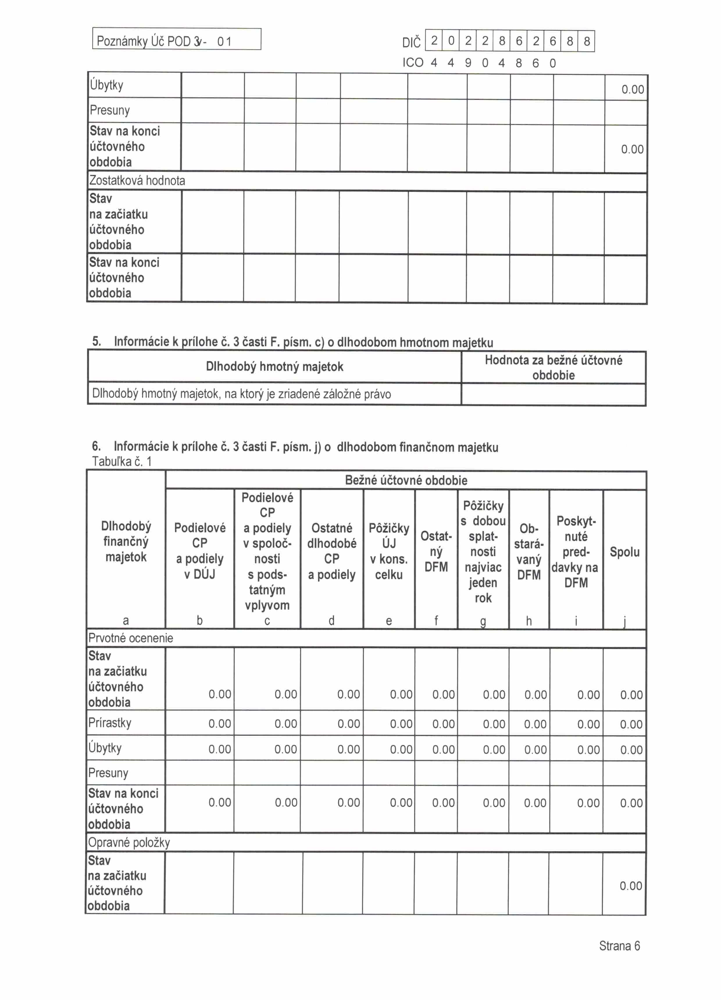 Poznámky Úč POD 3v- 01
DIČ 2 0 2 2 8 6 2 6 8 8
ICO 4 4 9 0 4 8 6 0
Úbytky 0.00
Presuny
Stav na konci
účtovného 0.00
obdobia
Zostatková hodnota
Stav
na začiatku
účtovného
obdobia
Stav na konci
účtovného
obdobia
5. Informácie k prílohe č. 3 časti F. písm. c) o dlhodobom hmotnom majetku
Dlhodobý hmotný majetok
Hodnota za bežné účtovné
obdobie
Dlhodobý hmotný majetok, na ktorý je zriadené záložné právo
6. Informácie k prílohe č. 3 časti F. písm. j) o dlhodobom finančnom majetku
Tabuľka č. 1
Bežné účtovné obdobie
Dlhodobý
finančný
majetok
a
Podielové
CP
a podiely
v DÚJ
b
Podielové
CP
a podiely
v spoloč-
nosti
s pods-
tatným
vplyvom
c
Ostatné
dlhodobé
CP
a podiely
d
Pôžičky
ÚJ
v kons.
celku
e
Ostat-
ný
DFM
f
Pôžičky
s dobou
splat-
nosti
najviac
jeden
rok
g
Ob-
stará-
vaný
DFM
h
Poskyt-
nuté
pred-
davky na
DFM
i
Spolu
j
Prvotné ocenenie
Stav
na začiatku
účtovného
obdobia 0.00 0.00 0.00 0.00 0.00 0.00 0.00 0.00 0.00
Prírastky 0.00 0.00 0.00 0.00 0.00 0.00 0.00 0.00 0.00
Úbytky 0.00 0.00 0.00 0.00 0.00 0.00 0.00 0.00 0.00
Presuny
Stav na konci
účtovného 0.00 0.00 0.00 0.00 0.00 0.00 0.00 0.00 0.00
obdobia
Opravné položky
Stav
na začiatku
účtovného 0.00
obdobia
Strana 6